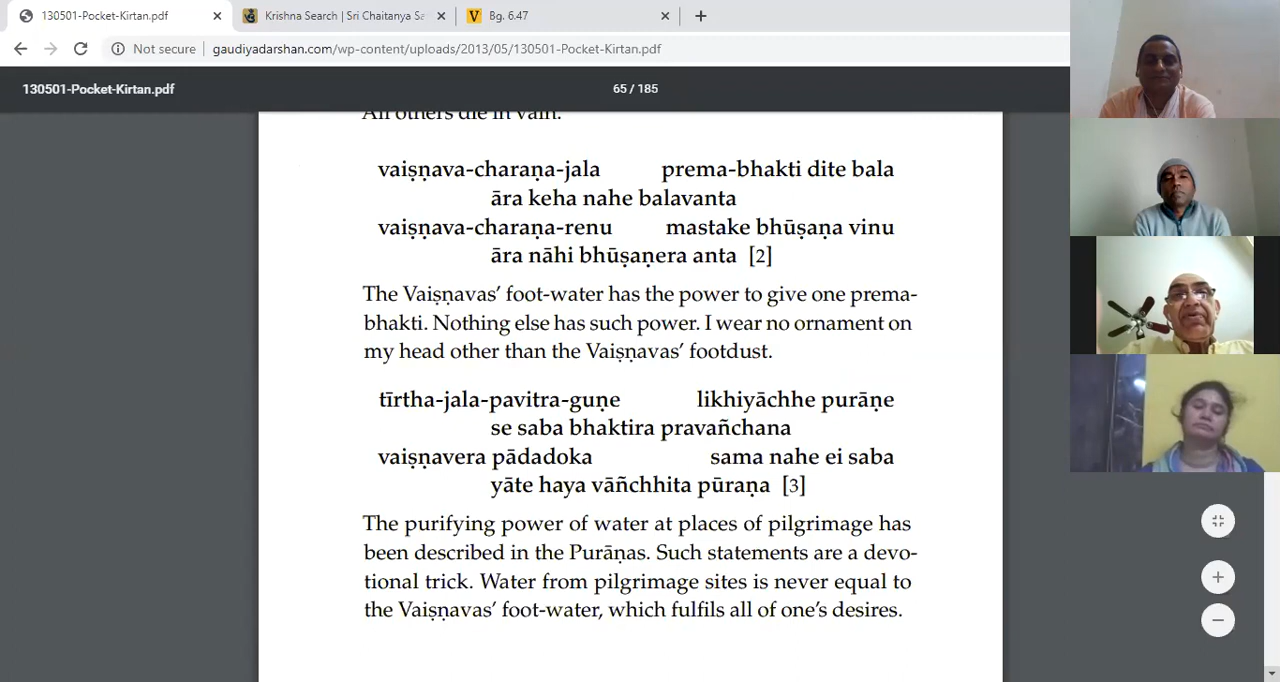 130501-Pocket-Kirtan.pdf
Krishna Search | Sri Chaitanya Sa
Bg. 6.47
Not secure | gaudiyadarshan.com/wp-content/uploads/2013/05/130501-Pocket-Kirtan.pdf
130501-Pocket-Kirtan.pdf 65 / 185
All others die in vain.
vaiṣṇava-charaṇa-jala prema-bhakti dite bala
āra keha nahe balavanta
vaiṣṇava-charaṇa-renu mastake bhūṣaṇa vinu
āra nāhi bhūṣaṇera anta [2]
The Vaiṣṇavas' foot-water has the power to give one prema-
bhakti. Nothing else has such power. I wear no ornament on
my head other than the Vaiṣṇavas' footdust.
tīrtha-jala-pavitra-guṇe likhiyāchhe purāṇe
se saba bhaktira pravañchana
vaiṣṇavera pādadoka sama nahe ei saba
yāte haya vāñchhita pūraṇa [3]
The purifying power of water at places of pilgrimage has
been described in the Purāṇas. Such statements are a devo-
tional trick. Water from pilgrimage sites is never equal to
the Vaiṣṇavas' foot-water, which fulfils all of one's desires.